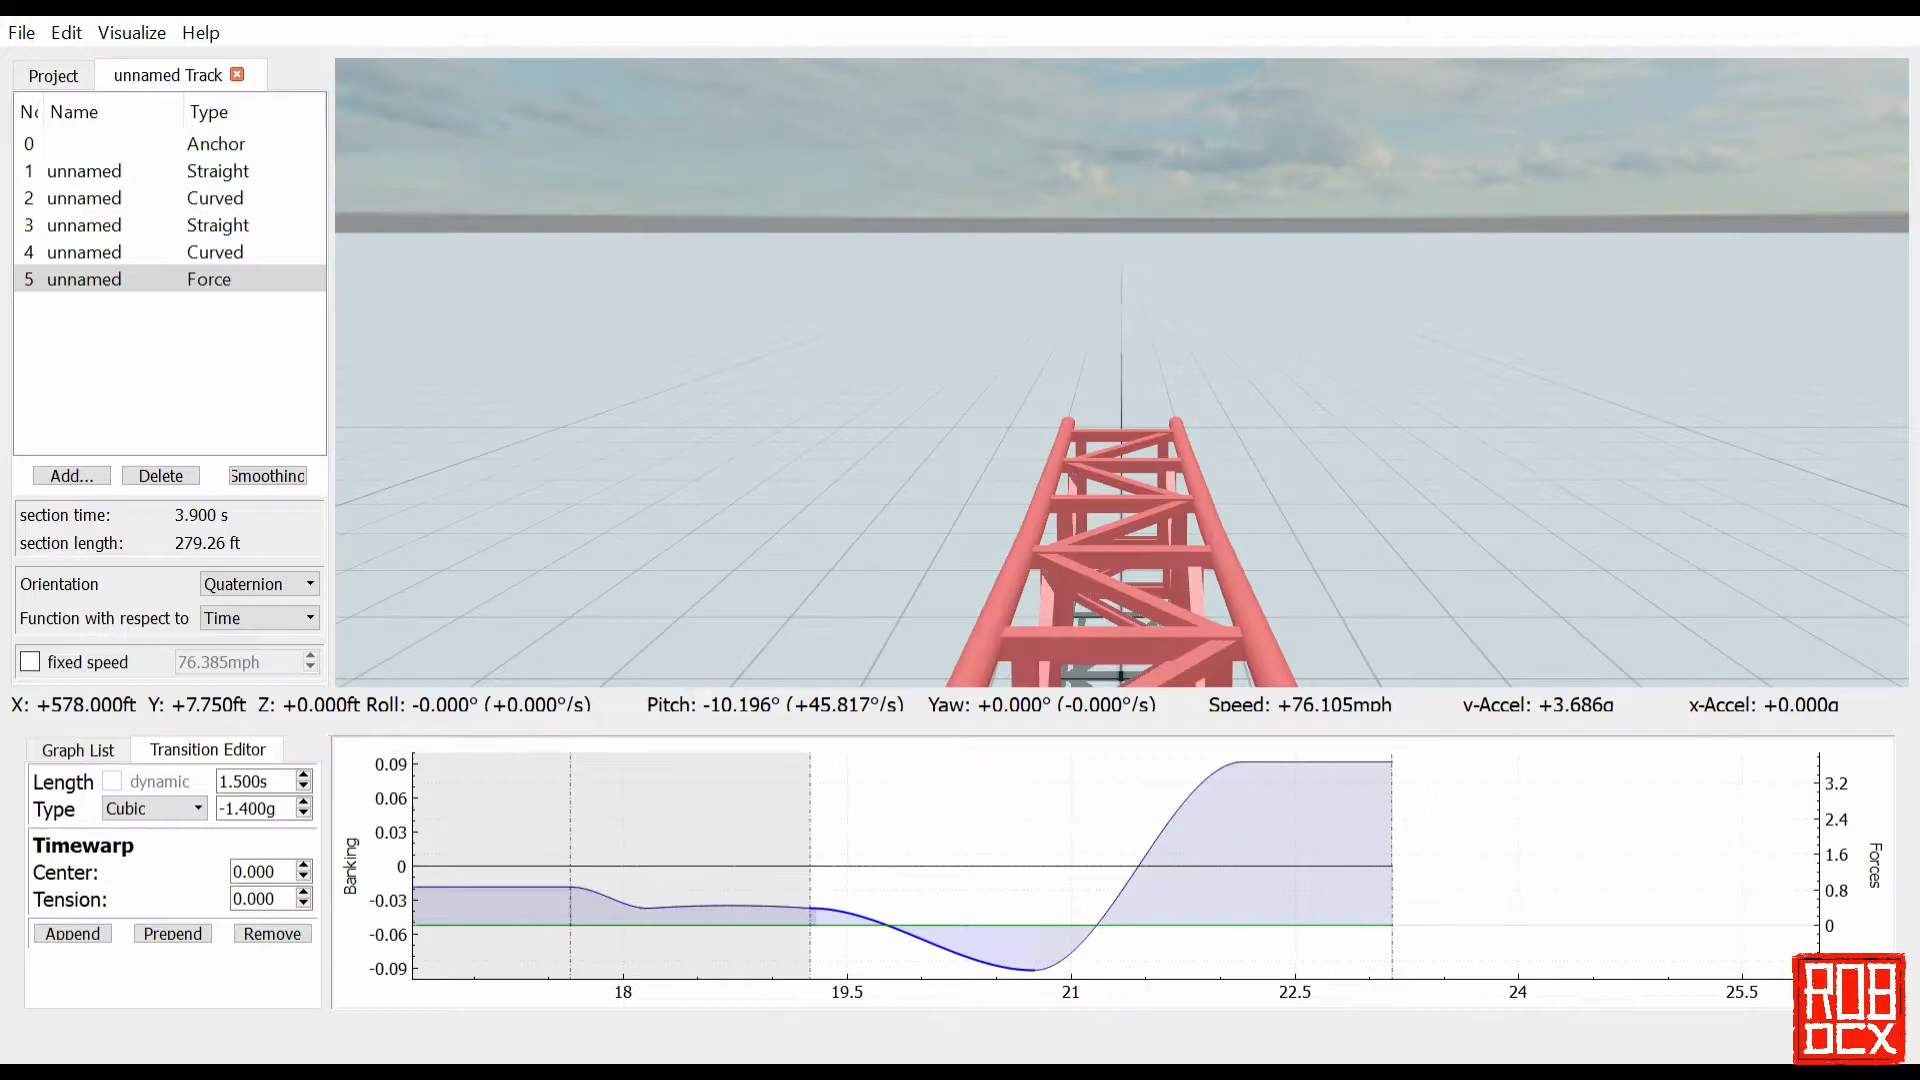 File Edit Visualize Help
Project unnamed Track
Name Type
0 Anchor
1 unnamed Straight
2 unnamed Curved
3 unnamed Straight
4 unnamed Curved
5 unnamed Force
Add... Delete Smoothing
section time: 3.900 s
section length: 279.26 ft
Orientation Quaternion
Function with respect to Time
fixed speed 76.385mph
X: +578.000ft Y: +7.750ft Z: +0.000ft Roll: -0.000° (+0.000°/s) Pitch: -10.196° (+45.817°/s) Yaw: +0.000° (-0.000°/s) Speed: +76.105mph v-Accel: +3.686g x-Accel: +0.000g
Graph List Transition Editor
Length dynamic 1.500s
Type Cubic -1.400g
Timewarp
Center: 0.000
Tension: 0.000
Append Prepend Remove
Banking
0.09
0.06
0.03
0
-0.03
-0.06
-0.09
18 19.5 21 22.5 24 25.5
3.2
2.4
1.6
0.8
0
Forces
ROB
OCX